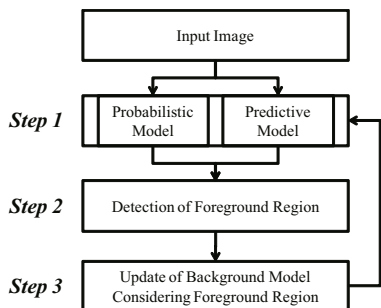 Input Image
Step 1
Probabilistic
Model
Predictive
Model
Step 2
Detection of Foreground Region
Step 3
Update of Background Model
Considering Foreground Region